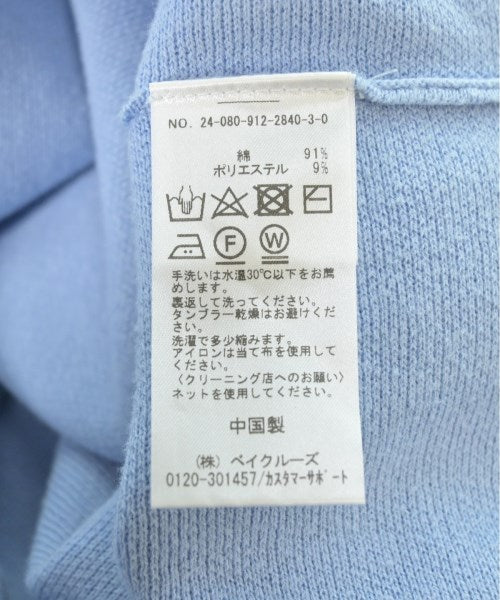 NO. 24-080-912-2840-3-0
綿 91%
ポリエステル 9%
F W
手洗いは水温30℃以下をお薦
めします。
裏返して洗ってください。
タンブラー乾燥はお避けくださ
い。
洗濯で多少縮みます。
アイロンは当て布を使用して
ください。
〈クリーニング店へのお願い〉
ネットを使用してください。
中国製
(株) ベイクルーズ
0120-301457/カスタマーサポート